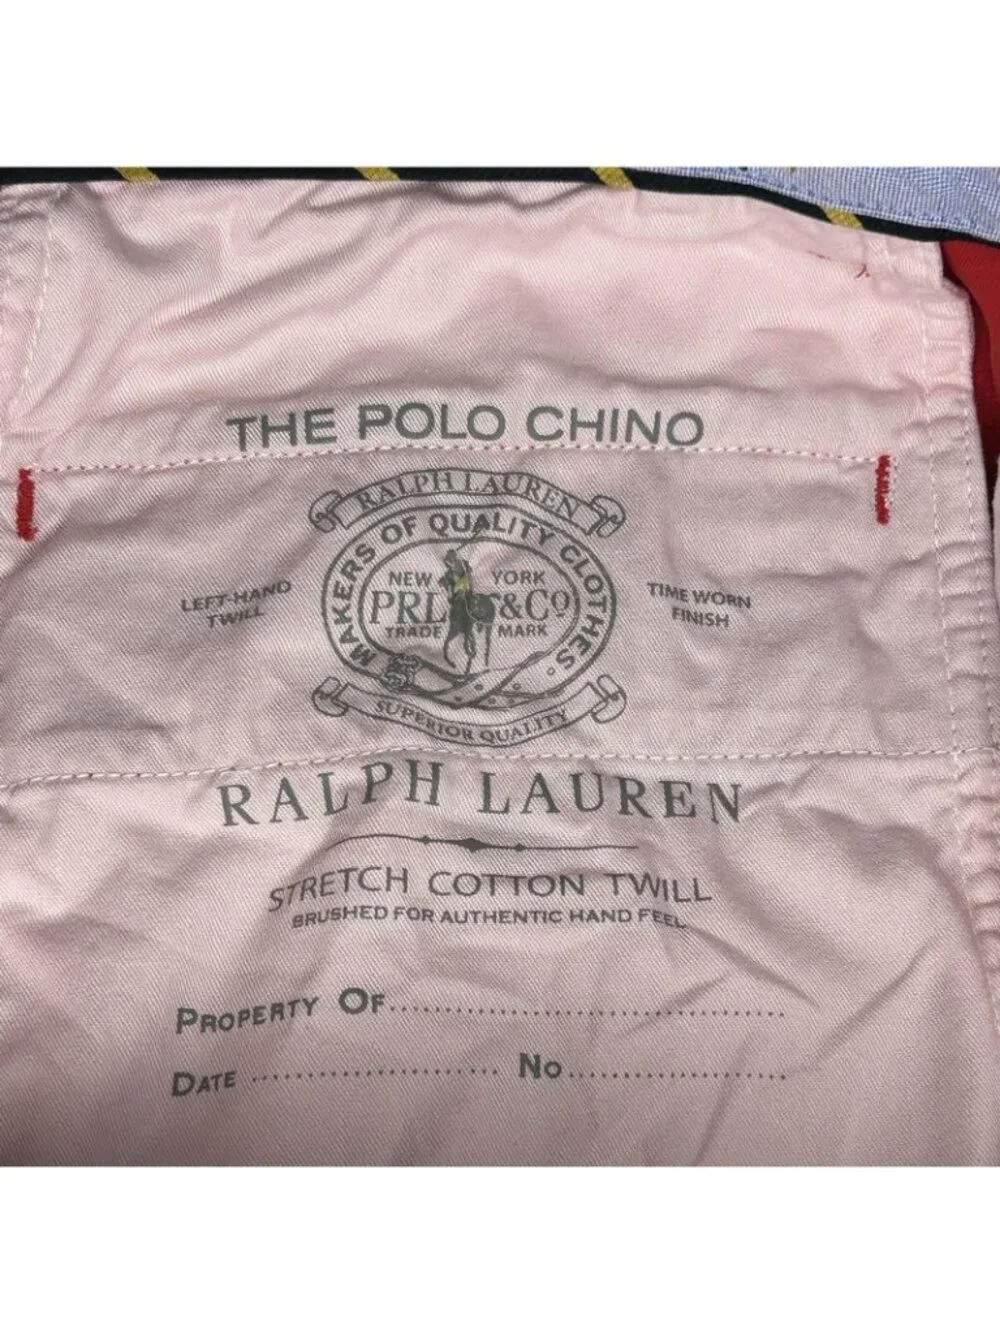 THE POLO CHINO
RALPH LAUREN
MAKERS OF QUALITY CLOTHES
NEW YORK
PRL &Co
TRADE MARK
SUPERIOR QUALITY
LEFT-HAND
TWILL
TIME WORN
FINISH
RALPH LAUREN
STRETCH COTTON TWILL
BRUSHED FOR AUTHENTIC HAND FEEL
PROPERTY OF........................................
DATE ........................ NO........................